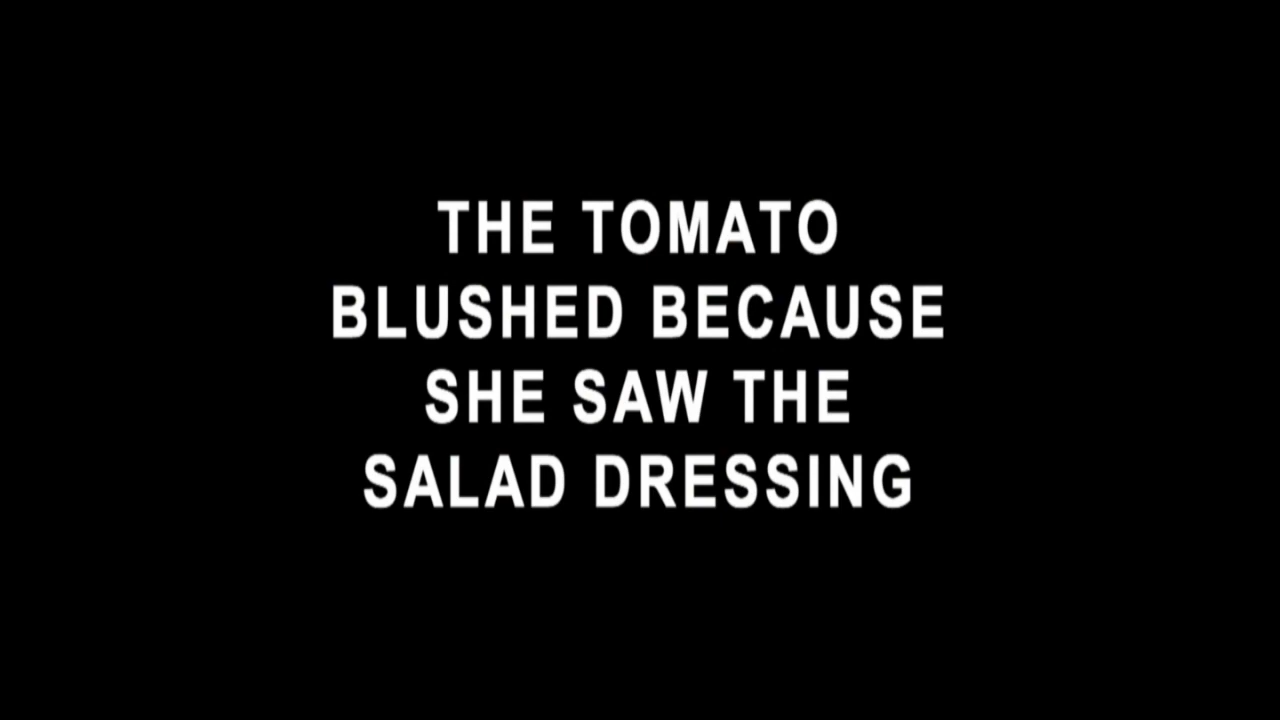 THE TOMATO
BLUSHED BECAUSE
SHE SAW THE
SALAD DRESSING